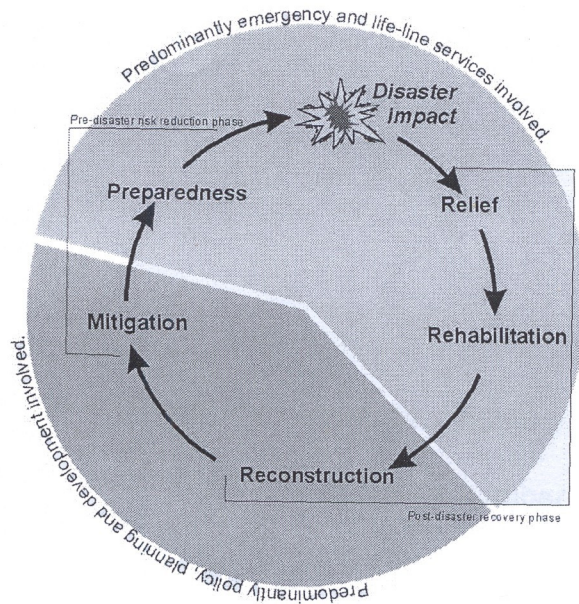 Predominantly emergency and life-line services involved.
Disaster
impact
Pre-disaster risk reduction phase
Preparedness
Relief
Mitigation
Rehabilitation
Reconstruction
Post-disaster recovery phase
Predominantly policy, planning and development involved.